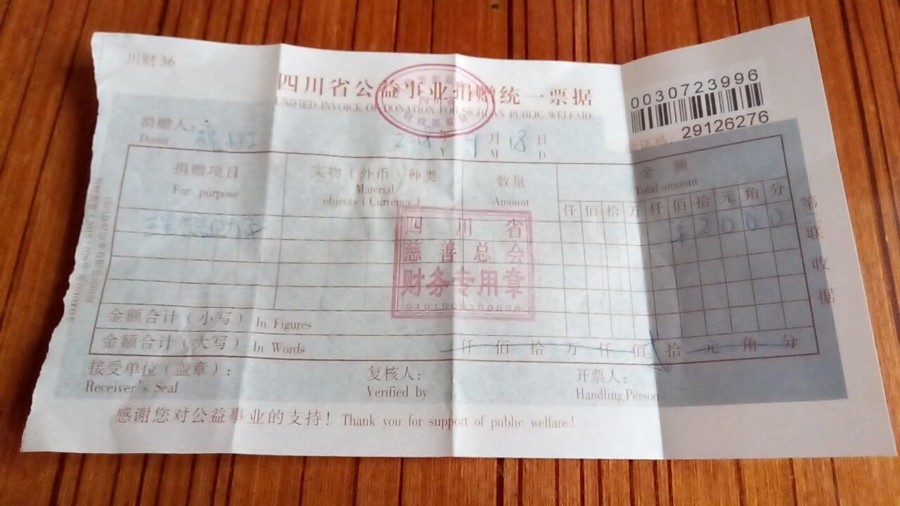 川财 36
四川省公益事业捐赠统一票据
UNIFIED INVOICE OF DONATION FOR SICHUAN PUBLIC WELFARE
0030723996
29126276
捐赠人:
Donor
Y 月 18 日
M D
捐赠项目 实物(外币)种类 数量 金额
For purpose Material objects (Currency) Amount Total amount
仟 佰 拾 万 仟 佰 拾 元 角 分
2 0 0 0
四川省
慈善总会
财务专用章
第二联 收据
金额合计(小写) In Figures
金额合计(大写) In Words 仟 佰 拾 万 仟 佰 拾 元 角 分
接受单位(盖章): 复核人: 开票人:
Receiver's Seal Verified by Handling Person
感谢您对公益事业的支持! Thank you for support of public welfare!